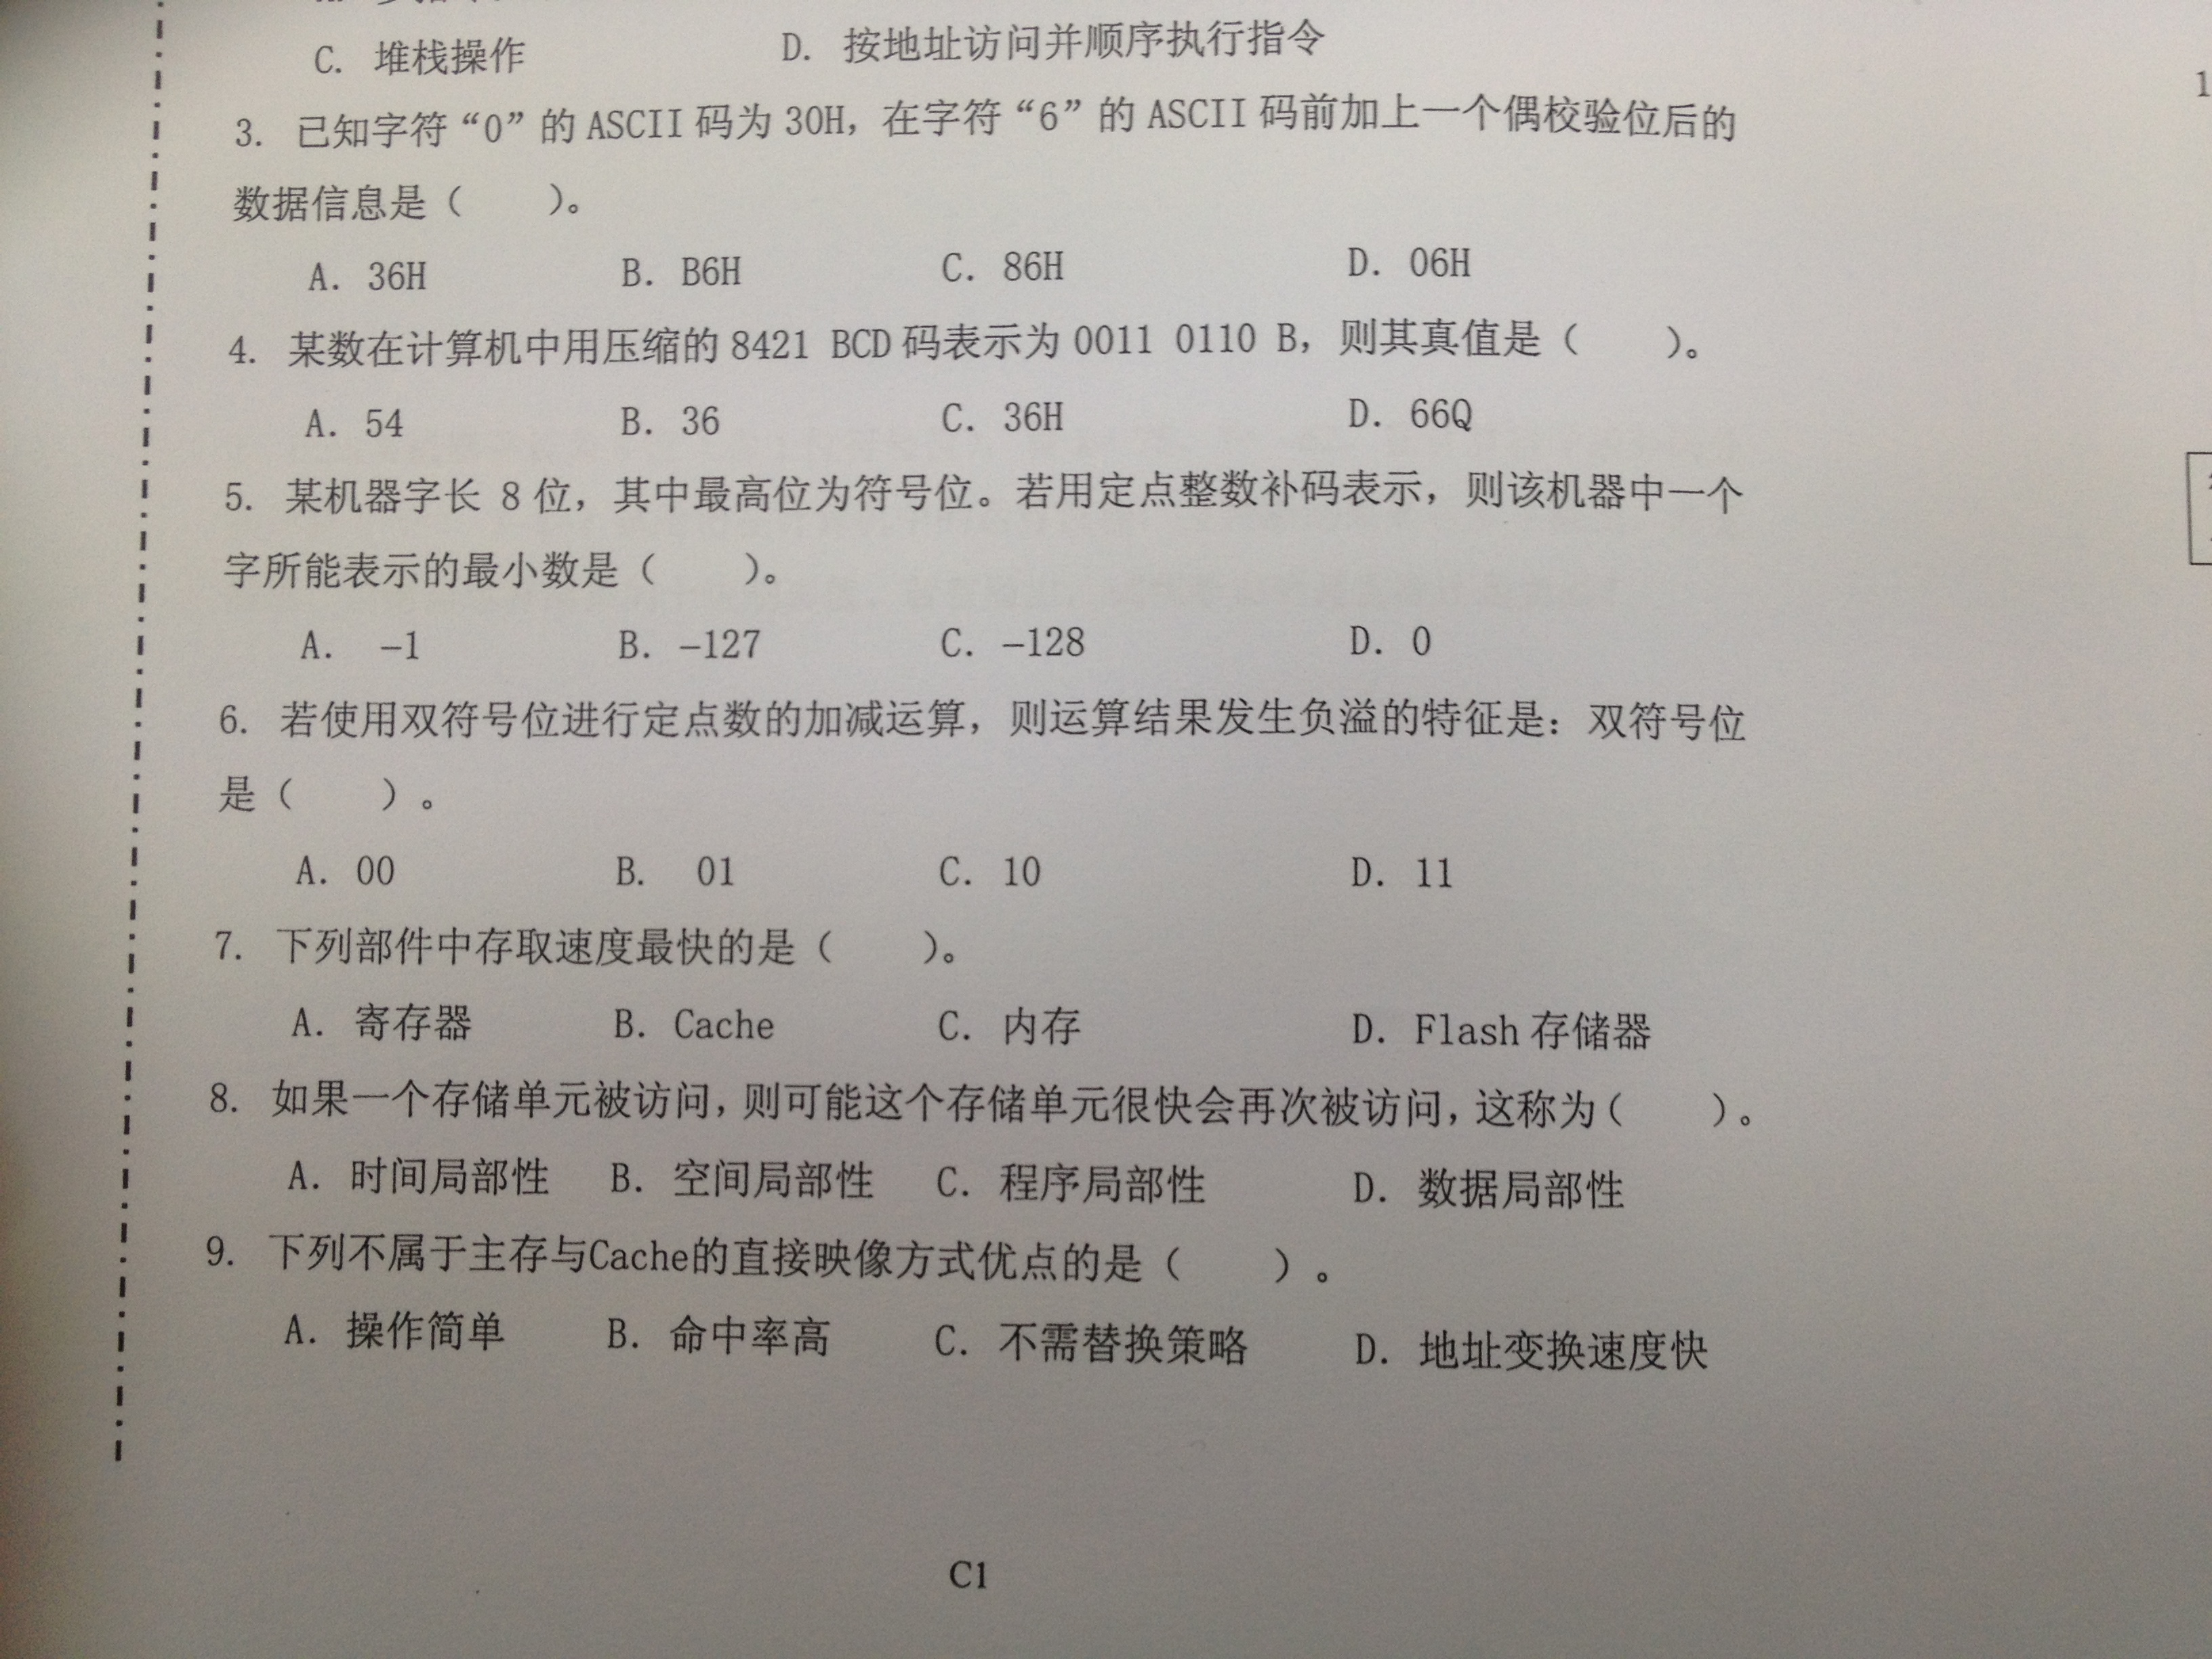 C. 堆栈操作 D. 按地址访问并顺序执行指令
3. 已知字符“0”的 ASCII 码为 30H，在字符“6”的 ASCII 码前加上一个偶校验位后的
数据信息是（ ）。
A. 36H B. B6H C. 86H D. 06H
4. 某数在计算机中用压缩的 8421 BCD 码表示为 0011 0110 B，则其真值是（ ）。
A. 54 B. 36 C. 36H D. 66Q
5. 某机器字长 8 位，其中最高位为符号位。若用定点整数补码表示，则该机器中一个
字所能表示的最小数是（ ）。
A. －1 B. －127 C. －128 D. 0
6. 若使用双符号位进行定点数的加减运算，则运算结果发生负溢的特征是：双符号位
是（ ）。
A. 00 B. 01 C. 10 D. 11
7. 下列部件中存取速度最快的是（ ）。
A. 寄存器 B. Cache C. 内存 D. Flash 存储器
8. 如果一个存储单元被访问，则可能这个存储单元很快会再次被访问，这称为（ ）。
A. 时间局部性 B. 空间局部性 C. 程序局部性 D. 数据局部性
9. 下列不属于主存与Cache的直接映像方式优点的是（ ）。
A. 操作简单 B. 命中率高 C. 不需替换策略 D. 地址变换速度快
C1